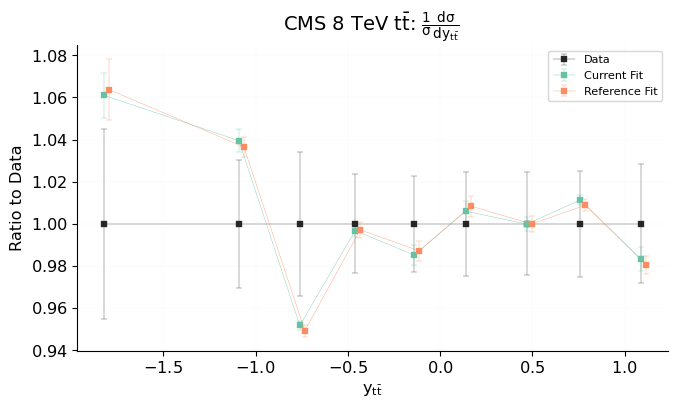 CMS 8 TeV tt̄: 1/σ dσ/dy_tt̄
Data
Current Fit
Reference Fit
Ratio to Data
1.08
1.06
1.04
1.02
1.00
0.98
0.96
0.94
−1.5 −1.0 −0.5 0.0 0.5 1.0
y_tt̄